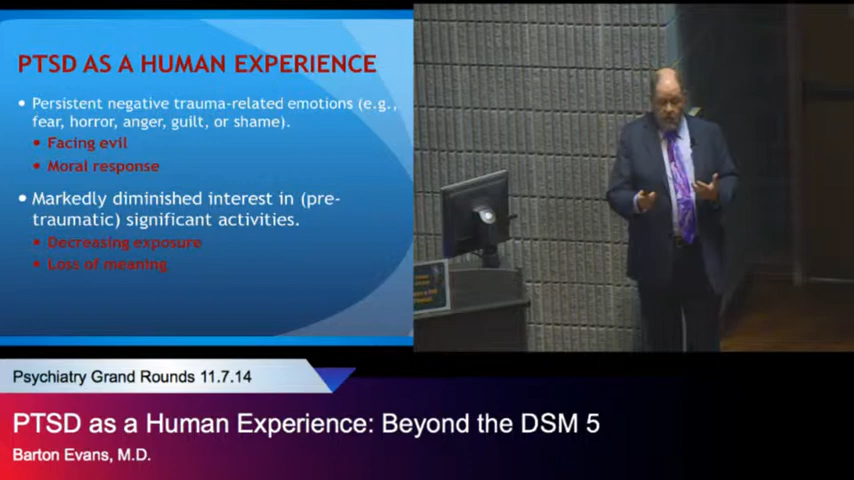 PTSD AS A HUMAN EXPERIENCE
• Persistent negative trauma-related emotions (e.g.,
fear, horror, anger, guilt, or shame).
• Facing evil
• Moral response
• Markedly diminished interest in (pre-
traumatic) significant activities.
• Decreasing exposure
• Loss of meaning
Psychiatry Grand Rounds 11.7.14
PTSD as a Human Experience: Beyond the DSM 5
Barton Evans, M.D.